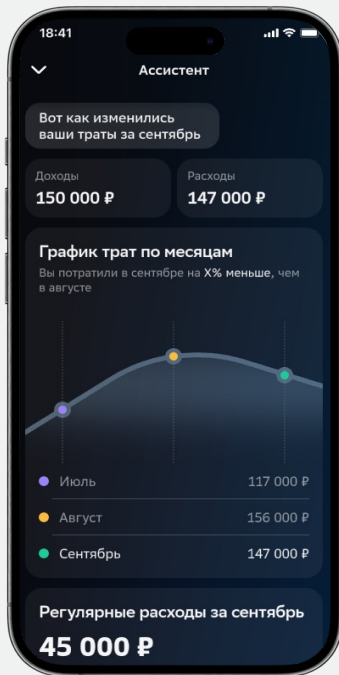 18:41
Ассистент
Вот как изменились
ваши траты за сентябрь
Доходы
150 000 ₽
Расходы
147 000 ₽
График трат по месяцам
Вы потратили в сентябре на X% меньше, чем
в августе
Июль 117 000 ₽
Август 156 000 ₽
Сентябрь 147 000 ₽
Регулярные расходы за сентябрь
45 000 ₽